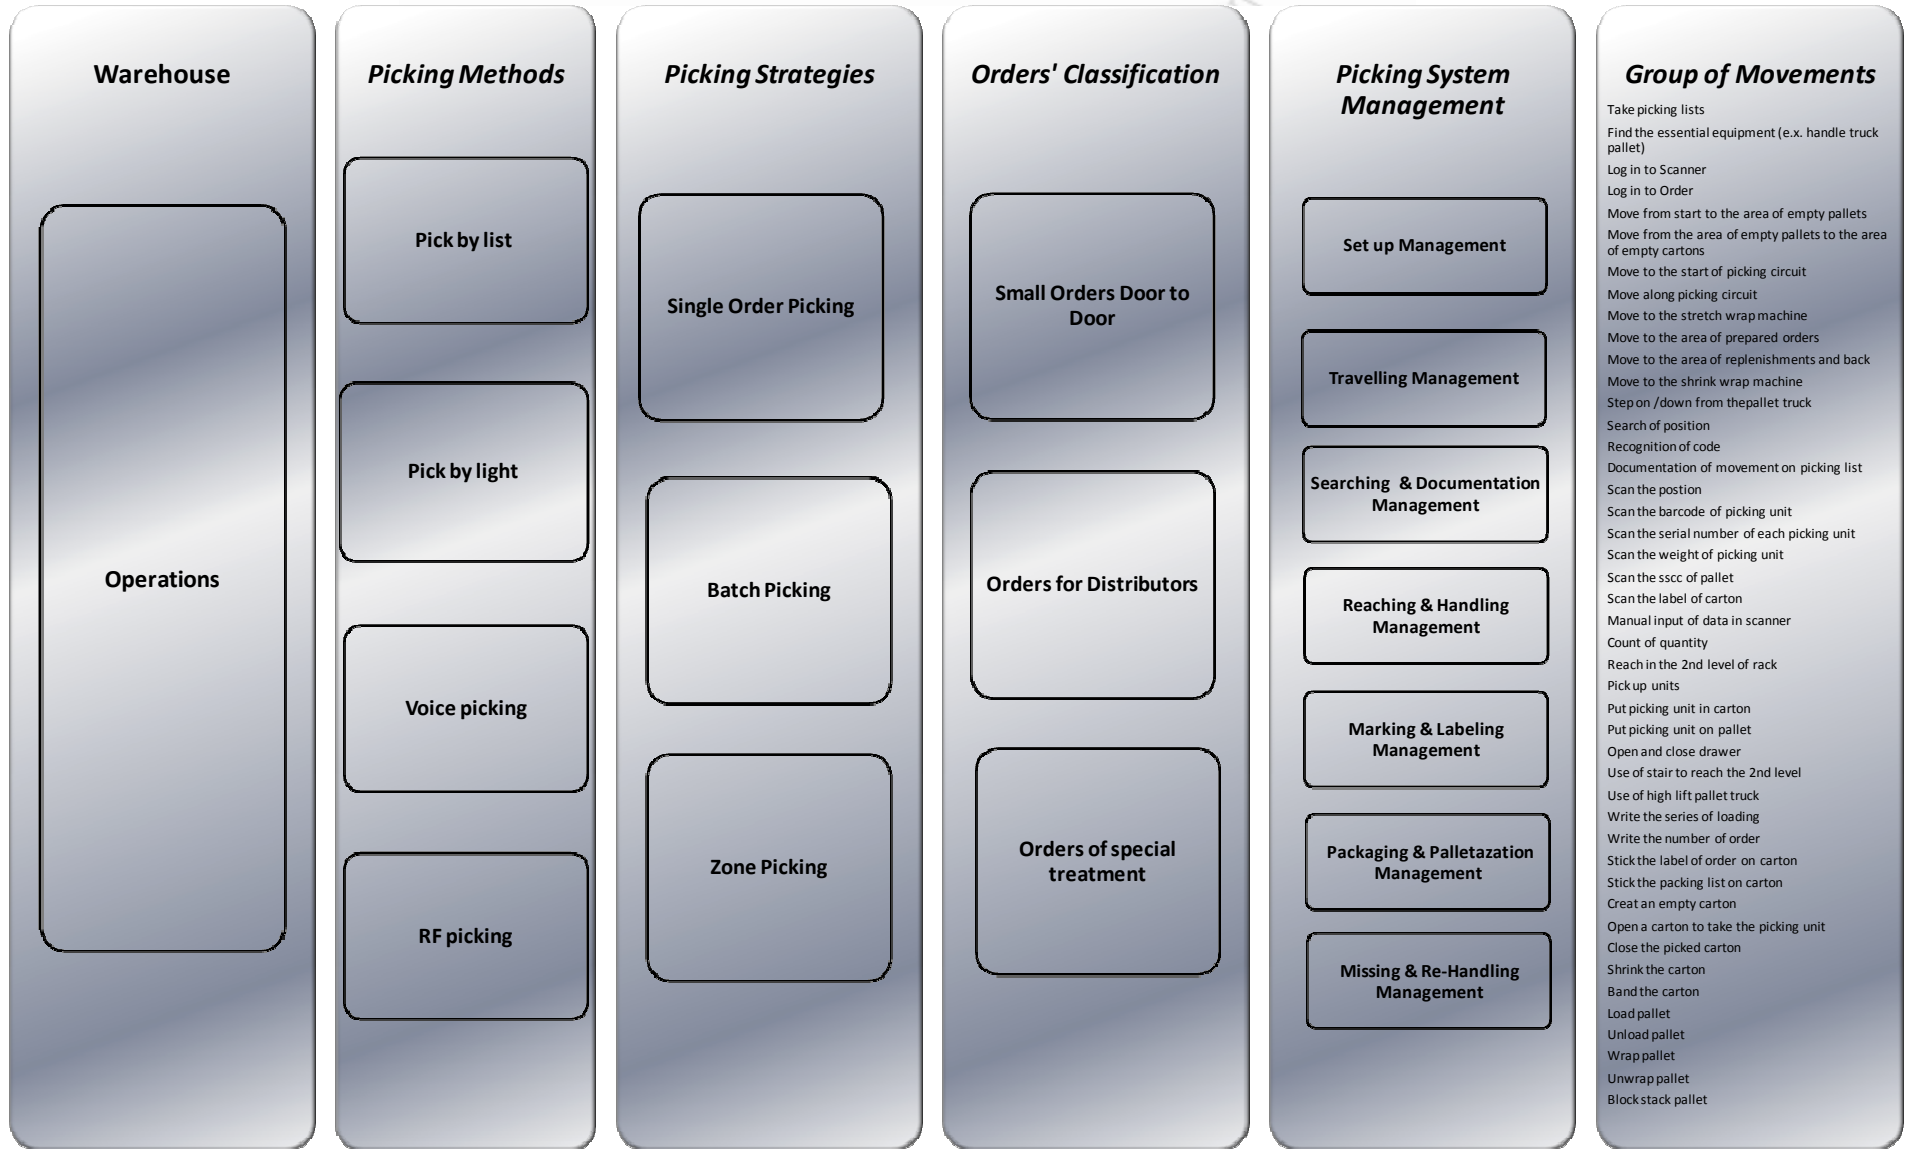 Warehouse
Operations
Picking Methods
Pick by list
Pick by light
Voice picking
RF picking
Picking Strategies
Single Order Picking
Batch Picking
Zone Picking
Orders' Classification
Small Orders Door to
Door
Orders for Distributors
Orders of special
treatment
Picking System
Management
Set up Management
Travelling Management
Searching & Documentation
Management
Reaching & Handling
Management
Marking & Labeling
Management
Packaging & Palletazation
Management
Missing & Re-Handling
Management
Group of Movements
Take picking lists
Find the essential equipment (e.x. handle truck
pallet)
Log in to Scanner
Log in to Order
Move from start to the area of empty pallets
Move from the area of empty pallets to the area
of empty cartons
Move to the start of picking circuit
Move along picking circuit
Move to the stretch wrap machine
Move to the area of prepared orders
Move to the area of replenishments and back
Move to the shrink wrap machine
Step on /down from thepallet truck
Search of position
Recognition of code
Documentation of movement on picking list
Scan the postion
Scan the barcode of picking unit
Scan the serial number of each picking unit
Scan the weight of picking unit
Scan the sscc of pallet
Scan the label of carton
Manual input of data in scanner
Count of quantity
Reach in the 2nd level of rack
Pick up units
Put picking unit in carton
Put picking unit on pallet
Open and close drawer
Use of stair to reach the 2nd level
Use of high lift pallet truck
Write the series of loading
Write the number of order
Stick the label of order on carton
Stick the packing list on carton
Creat an empty carton
Open a carton to take the picking unit
Close the picked carton
Shrink the carton
Band the carton
Load pallet
Unload pallet
Wrap pallet
Unwrap pallet
Block stack pallet